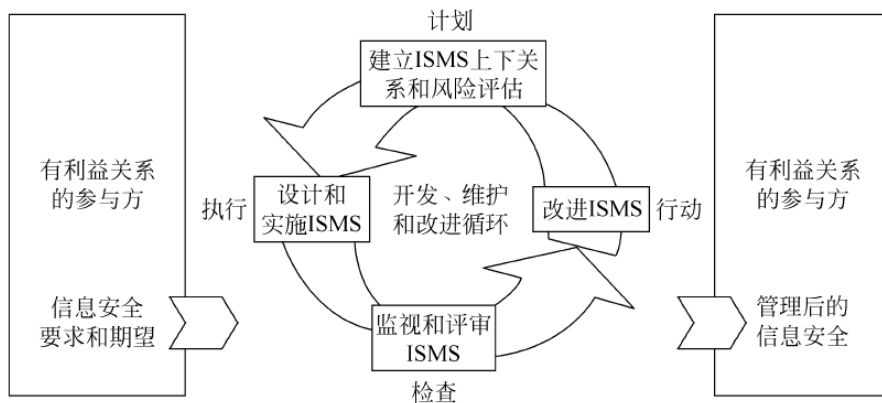 计划
建立ISMS上下关
系和风险评估
有利益关系
的参与方
执行
设计和
实施ISMS
开发、维护
和改进循环
改进ISMS
行动
有利益关系
的参与方
信息安全
要求和期望
监视和评审
ISMS
检查
管理后的
信息安全